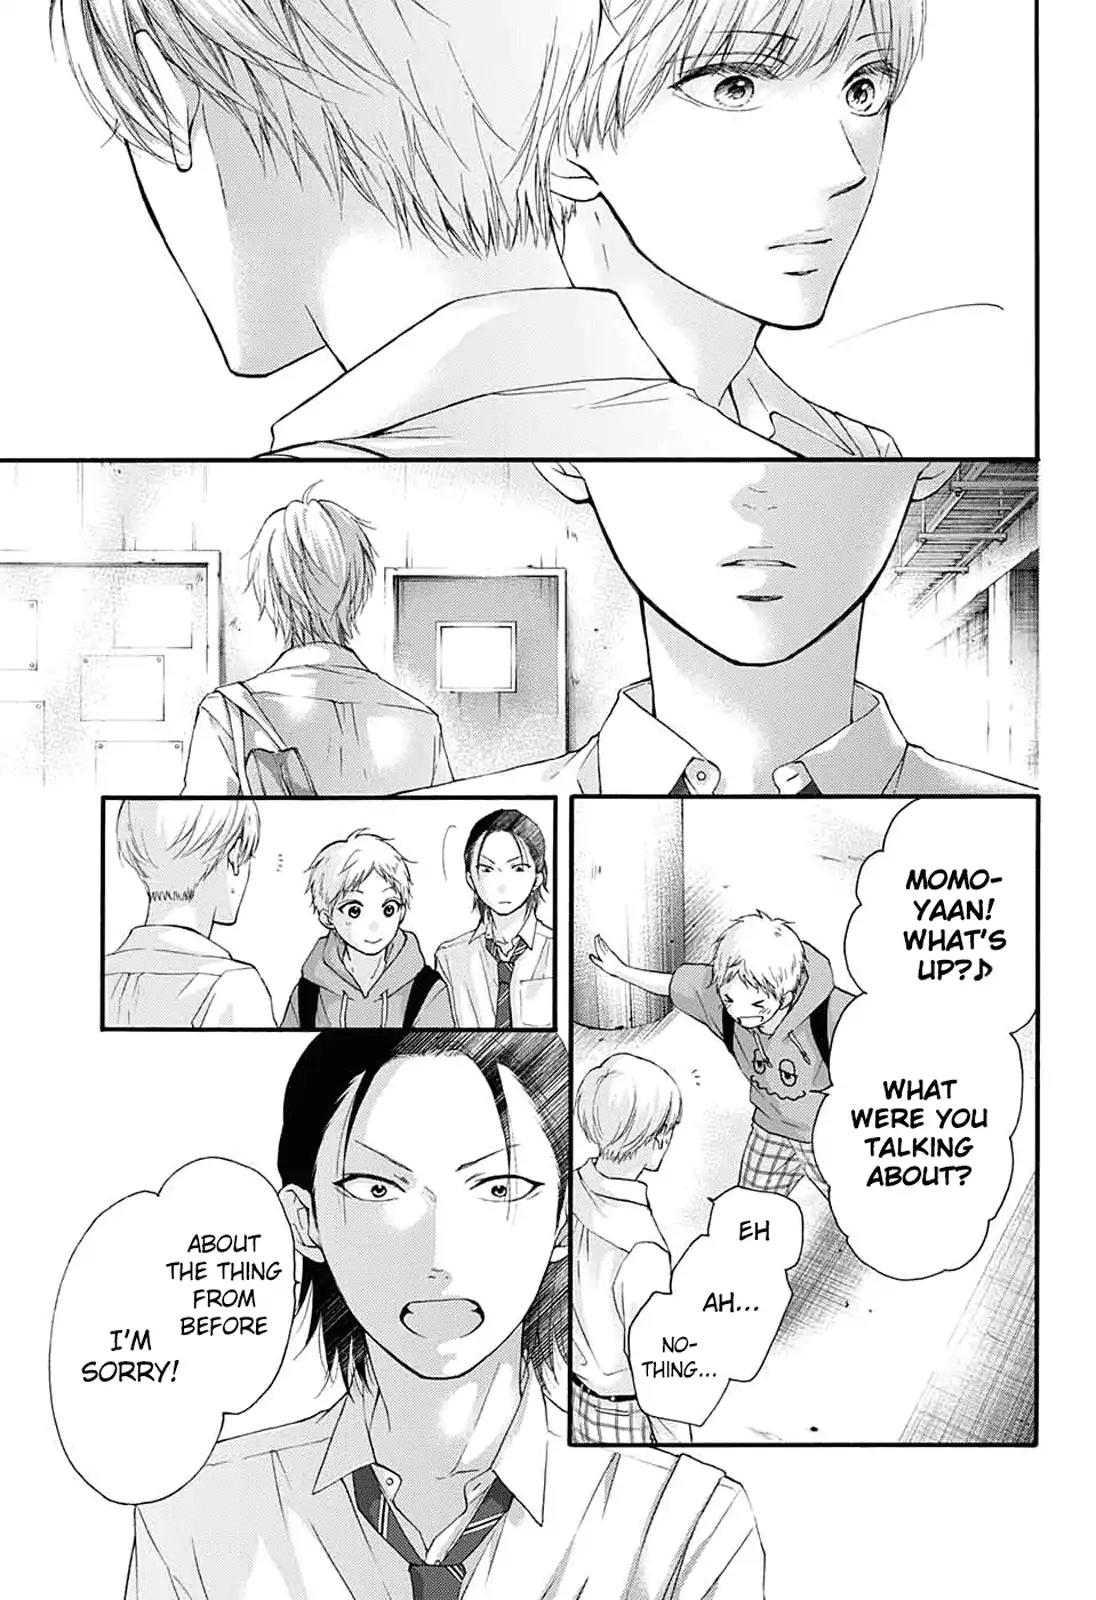 MOMO-
YAAN!
WHAT'S
UP?♪
WHAT
WERE YOU
TALKING
ABOUT?
EH
AH...
NO-
THING...
ABOUT
THE THING
FROM
BEFORE
I'M
SORRY!